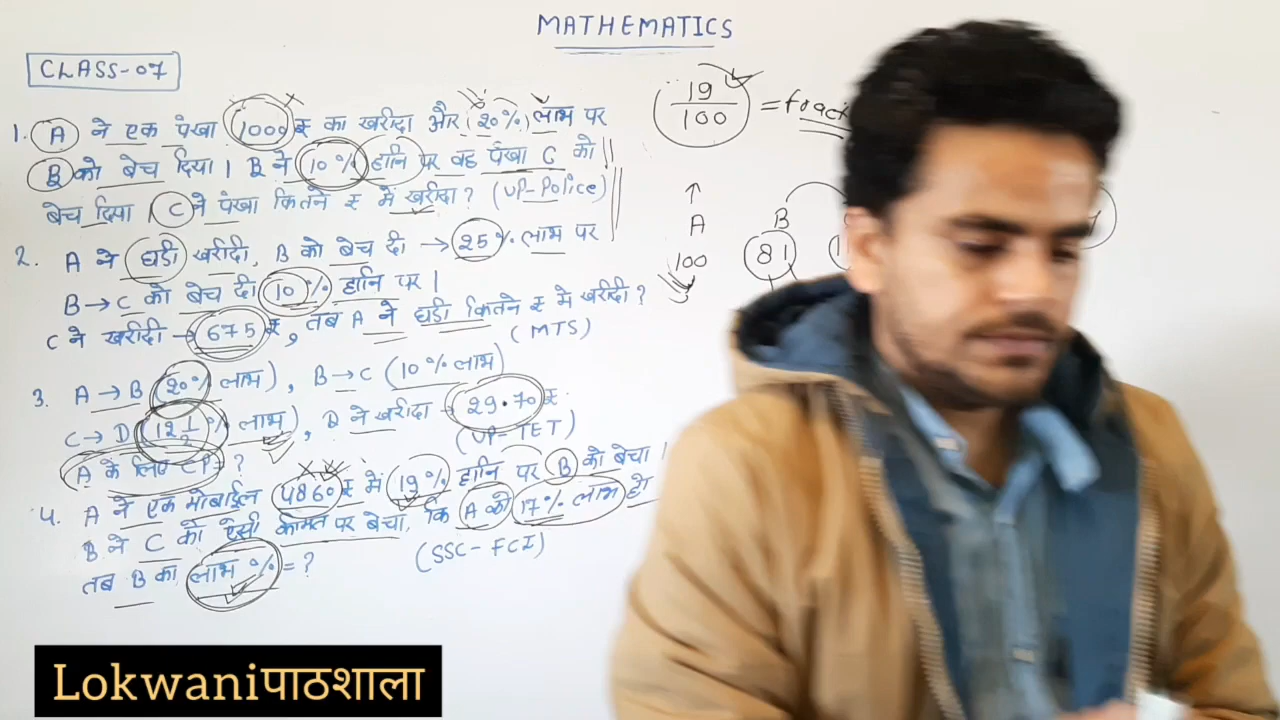 MATHEMATICS
CLASS-07
1. A ने एक पंखा 1000 ₹ का खरीदा और (20%) लाभ पर
B को बेच दिया। B ने 10% हानि पर वह पंखा C को
बेच दिया। C ने पंखा कितने ₹ में खरीदा? (UP-Police)
2. A ने घडी खरीदी, B को बेच दी → 25% लाभ पर
B → C को बेच दी 10% हानि पर।
C ने खरीदी → 675 ₹, तब A ने घडी कितने ₹ मे खरीदी?
(MTS)
3. A → B (20% लाभ), B → C (10% लाभ)
C → D (12 1/2 % लाभ), D ने खरीदा → 29.70 ₹
(UP-TET)
A के लिए CP = ?
4. A ने एक मोबाईल 4860 ₹ में 19% हानि पर B को बेचा।
B ने C को ऐसी कीमत पर बेचा, कि A को 17% लाभ हो
तब B का लाभ % = ?
(SSC-FCI)
19/100 = fract
A B
100 81
Lokwaniपाठशाला